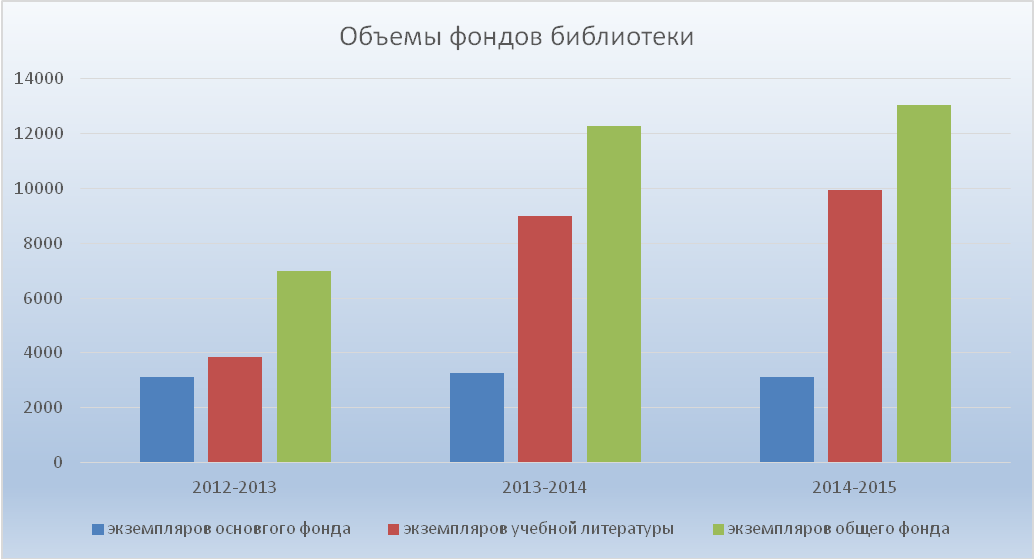 Объемы фондов библиотеки
14000
12000
10000
8000
6000
4000
2000
0
2012-2013 2013-2014 2014-2015
экземпляров основгого фонда экземпляров учебной литературы экземпляров общего фонда